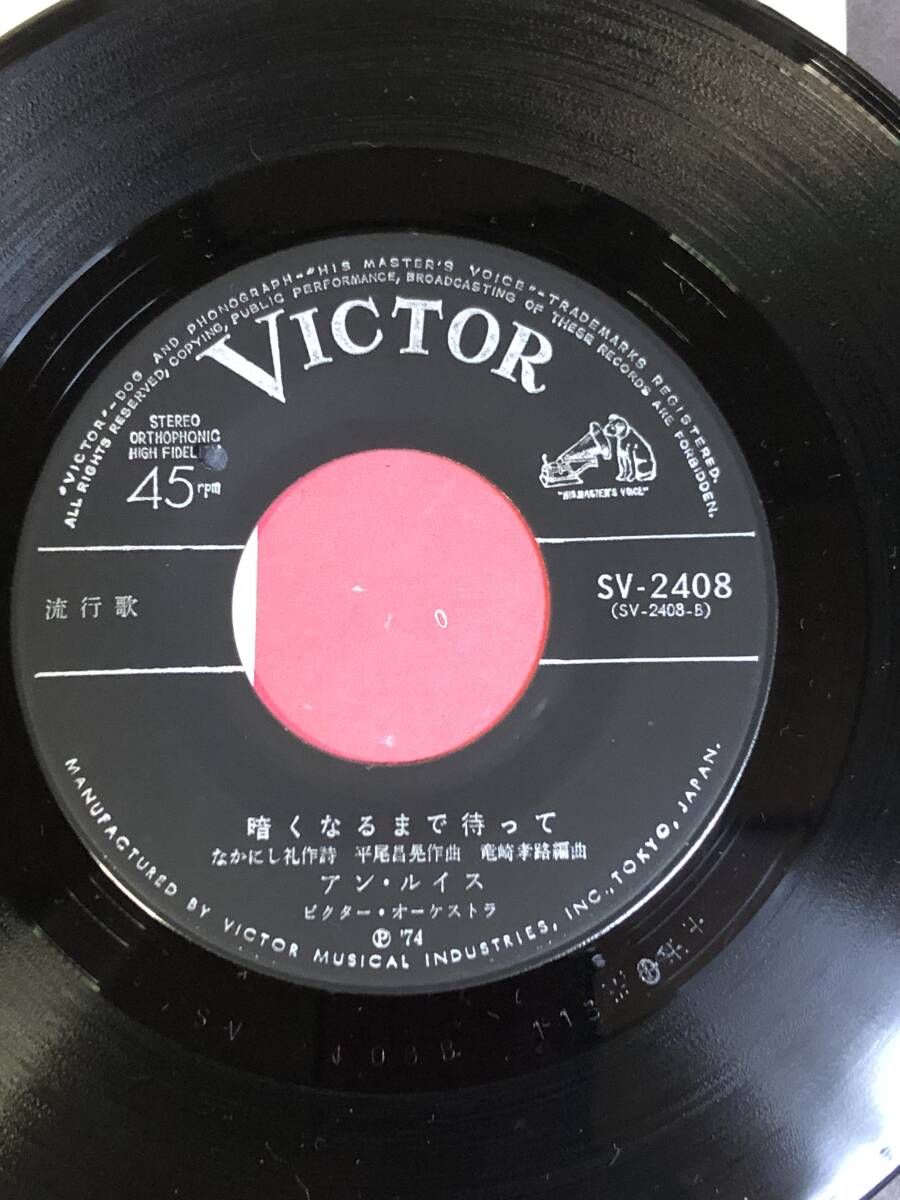 "VICTOR"-DOG AND PHONOGRAPH-"HIS MASTER'S VOICE"-TRADEMARKS REGISTERED.
ALL RIGHTS RESERVED, COPYING, PUBLIC PERFORMANCE, BROADCASTING OF THESE RECORDS ARE FORBIDDEN.
VICTOR
STEREO
ORTHOPHONIC
HIGH FIDELITY
45 rpm
"HIS MASTER'S VOICE"
流行歌
SV-2408
(SV-2408-B)
暗くなるまで待って
なかにし礼作詩 平尾昌晃作曲 竜崎孝路編曲
アン・ルイス
ビクター・オーケストラ
Ⓟ '74
MANUFACTURED BY VICTOR MUSICAL INDUSTRIES, INC., TOKYO, JAPAN.